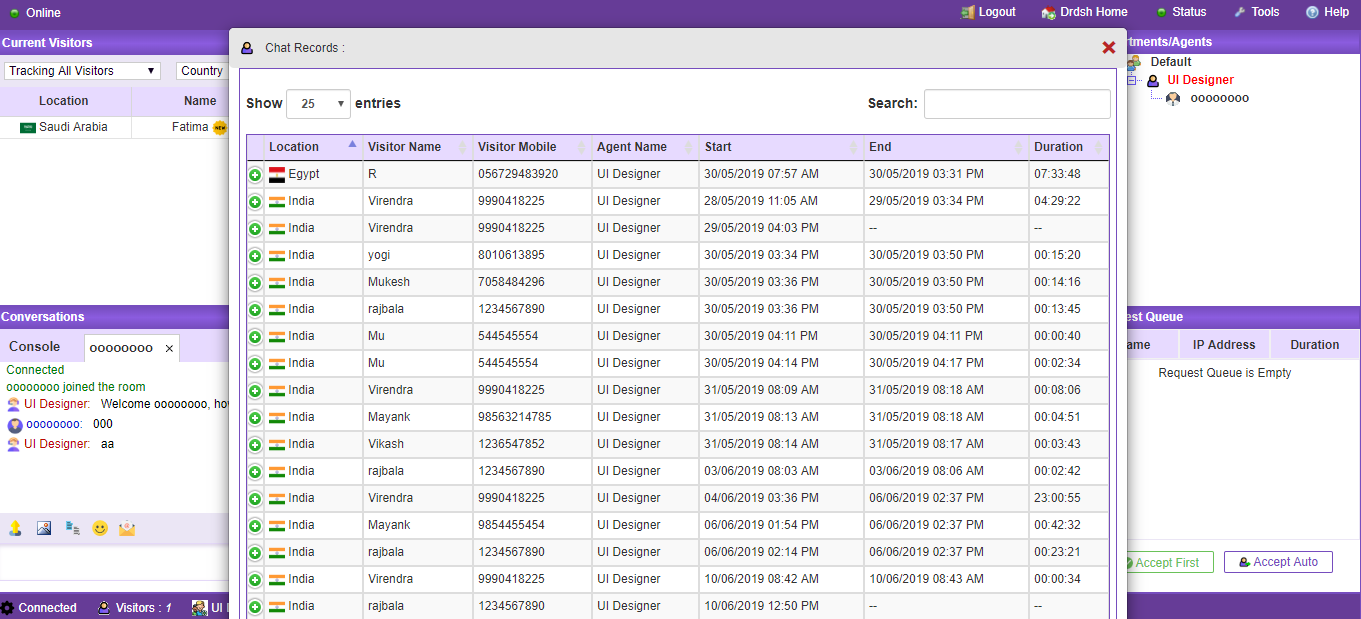 Online Logout Drdsh Home Status Tools Help
Current Visitors
Tracking All Visitors Country
Location Name
Saudi Arabia Fatima NEW
Conversations
Console oooooooo ×
Connected
oooooooo joined the room
UI Designer: Welcome oooooooo,
oooooooo: 000
UI Designer: aa
Chat Records :
Show 25 entries Search:
Location Visitor Name Visitor Mobile Agent Name Start End Duration
Egypt R 056729483920 UI Designer 30/05/2019 07:57 AM 30/05/2019 03:31 PM 07:33:48
India Virendra 9990418225 UI Designer 28/05/2019 11:05 AM 29/05/2019 03:34 PM 04:29:22
India Virendra 9990418225 UI Designer 29/05/2019 04:03 PM -- --
India yogi 8010613895 UI Designer 30/05/2019 03:34 PM 30/05/2019 03:50 PM 00:15:20
India Mukesh 7058484296 UI Designer 30/05/2019 03:36 PM 30/05/2019 03:50 PM 00:14:16
India rajbala 1234567890 UI Designer 30/05/2019 03:36 PM 30/05/2019 03:50 PM 00:13:45
India Mu 544545554 UI Designer 30/05/2019 04:11 PM 30/05/2019 04:11 PM 00:00:40
India Mu 544545554 UI Designer 30/05/2019 04:14 PM 30/05/2019 04:17 PM 00:02:34
India Virendra 9990418225 UI Designer 31/05/2019 08:09 AM 31/05/2019 08:18 AM 00:08:06
India Mayank 98563214785 UI Designer 31/05/2019 08:13 AM 31/05/2019 08:18 AM 00:04:51
India Vikash 1236547852 UI Designer 31/05/2019 08:14 AM 31/05/2019 08:17 AM 00:03:43
India rajbala 1234567890 UI Designer 03/06/2019 08:03 AM 03/06/2019 08:06 AM 00:02:42
India Virendra 9990418225 UI Designer 04/06/2019 03:36 PM 06/06/2019 02:37 PM 23:00:55
India Mayank 9854455454 UI Designer 06/06/2019 01:54 PM 06/06/2019 02:37 PM 00:42:32
India rajbala 1234567890 UI Designer 06/06/2019 02:14 PM 06/06/2019 02:37 PM 00:23:21
India Virendra 9990418225 UI Designer 10/06/2019 08:42 AM 10/06/2019 08:43 AM 00:00:34
India rajbala 1234567890 UI Designer 10/06/2019 12:50 PM -- --
tments/Agents
Default
UI Designer
oooooooo
est Queue
ame IP Address Duration
Request Queue is Empty
Accept First Accept Auto
Connected Visitors : 1 UI